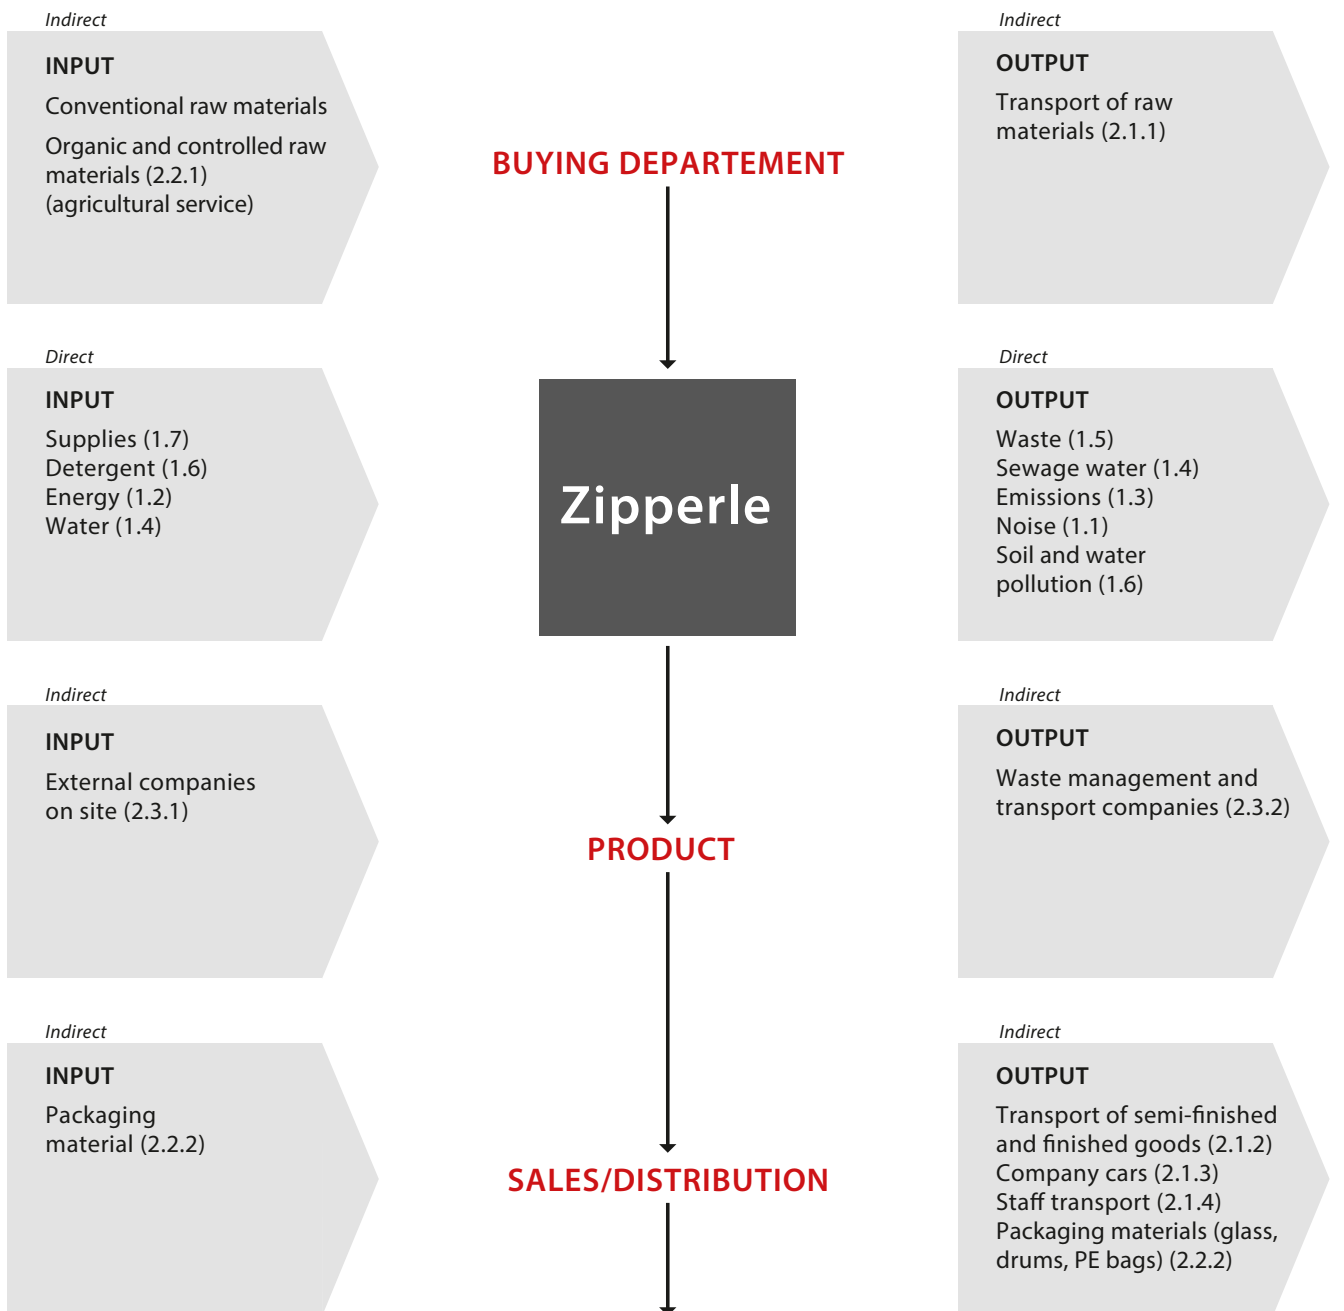 Indirect
INPUT
Conventional raw materials
Organic and controlled raw
materials (2.2.1)
(agricultural service)
BUYING DEPARTEMENT
Indirect
OUTPUT
Transport of raw
materials (2.1.1)
Direct
INPUT
Supplies (1.7)
Detergent (1.6)
Energy (1.2)
Water (1.4)
Zipperle
Direct
OUTPUT
Waste (1.5)
Sewage water (1.4)
Emissions (1.3)
Noise (1.1)
Soil and water
pollution (1.6)
Indirect
INPUT
External companies
on site (2.3.1)
PRODUCT
Indirect
OUTPUT
Waste management and
transport companies (2.3.2)
Indirect
INPUT
Packaging
material (2.2.2)
SALES/DISTRIBUTION
Indirect
OUTPUT
Transport of semi-finished
and finished goods (2.1.2)
Company cars (2.1.3)
Staff transport (2.1.4)
Packaging materials (glass,
drums, PE bags) (2.2.2)